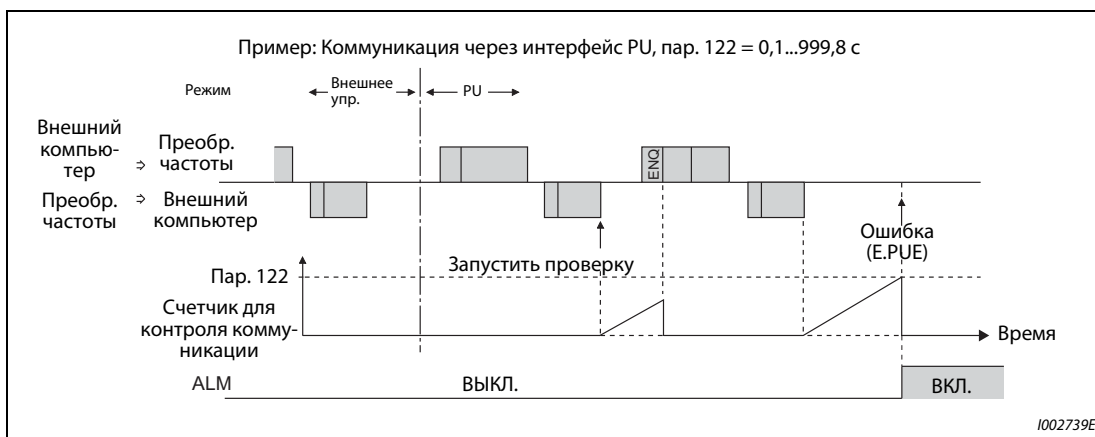 Пример: Коммуникация через интерфейс PU, пар. 122 = 0,1...999,8 с
Режим
Внешнее
упр.
PU
Внешний
компью-
тер
⇒
Преобр.
частоты
ENQ
Преобр.
частоты
⇒
Внешний
компьютер
Ошибка
(E.PUE)
Запустить проверку
Пар. 122
Счетчик для
контроля комму-
никации
Время
ALM
ВЫКЛ.
ВКЛ.
I002739E